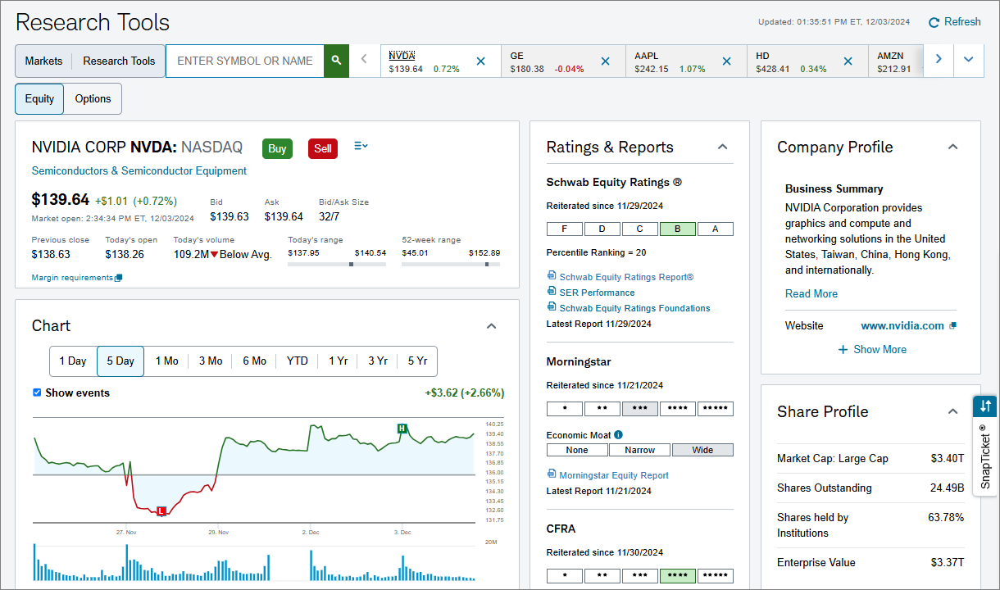 Research Tools
Updated: 01:35:51 PM ET, 12/03/2024
Refresh
Markets
Research Tools
ENTER SYMBOL OR NAME
NVDA
$139.64 0.72%
GE
$180.38 -0.04%
AAPL
$242.15 1.07%
HD
$428.41 0.34%
AMZN
$212.91
Equity
Options
NVIDIA CORP NVDA: NASDAQ
Buy
Sell
Semiconductors & Semiconductor Equipment
$139.64 +$1.01 (+0.72%)
Market open: 2:34:34 PM ET, 12/03/2024
Bid
$139.63
Ask
$139.64
Bid/Ask Size
32/7
Previous close
$138.63
Today's open
$138.26
Today's volume
109.2M Below Avg.
Today's range
$137.95 $140.54
52-week range
$45.01 $152.89
Margin requirements
Chart
1 Day 5 Day 1 Mo 3 Mo 6 Mo YTD 1 Yr 3 Yr 5 Yr
Show events
+$3.62 (+2.66%)
H
L
140.25
139.40
138.55
137.70
136.85
136.00
135.15
134.30
133.45
132.60
131.75
27. Nov 29. Nov 2. Dec 3. Dec
20M
Ratings & Reports
Schwab Equity Ratings ®
Reiterated since 11/29/2024
F D C B A
Percentile Ranking = 20
Schwab Equity Ratings Report®
SER Performance
Schwab Equity Ratings Foundations
Latest Report 11/29/2024
Morningstar
Reiterated since 11/21/2024
* ** *** **** *****
Economic Moat
None Narrow Wide
Morningstar Equity Report
Latest Report 11/21/2024
CFRA
Reiterated since 11/30/2024
* ** *** **** *****
Company Profile
Business Summary
NVIDIA Corporation provides
graphics and compute and
networking solutions in the United
States, Taiwan, China, Hong Kong,
and internationally.
Read More
Website www.nvidia.com
+ Show More
Share Profile
Market Cap: Large Cap $3.40T
Shares Outstanding 24.49B
Shares held by 63.78%
Institutions
Enterprise Value $3.37T
SnapTicket®